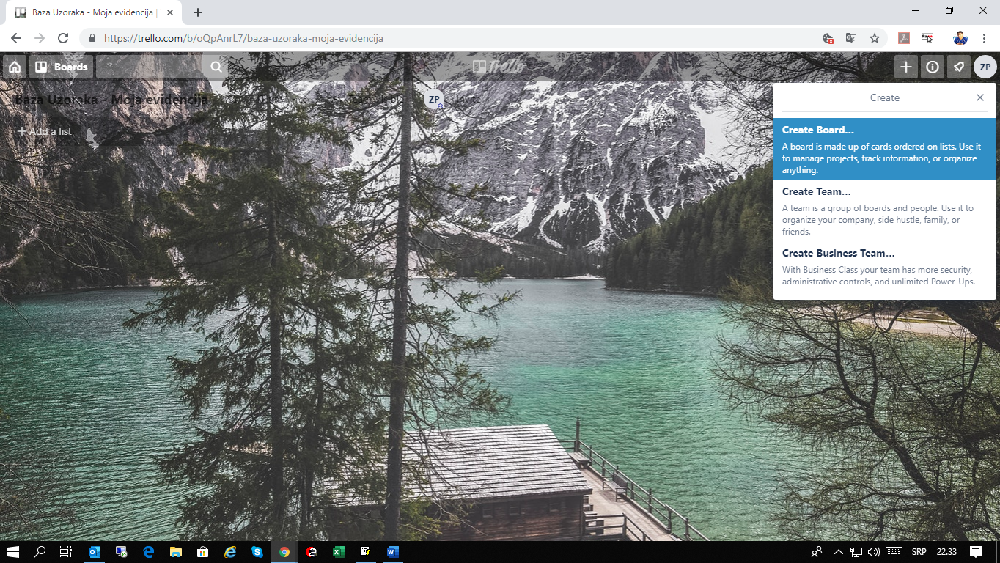 Baza Uzoraka - Moja evidencija |
https://trello.com/b/oQpAnrL7/baza-uzoraka-moja-evidencija
Boards
Trello
ZP
Baza Uzoraka - Moja evidencija
ZP
Invite
Add a list
Create
Create Board...
A board is made up of cards ordered on lists. Use it
to manage projects, track information, or organize
anything.
Create Team...
A team is a group of boards and people. Use it to
organize your company, side hustle, family, or
friends.
Create Business Team...
With Business Class your team has more security,
administrative controls, and unlimited Power-Ups.
SRP
22.33